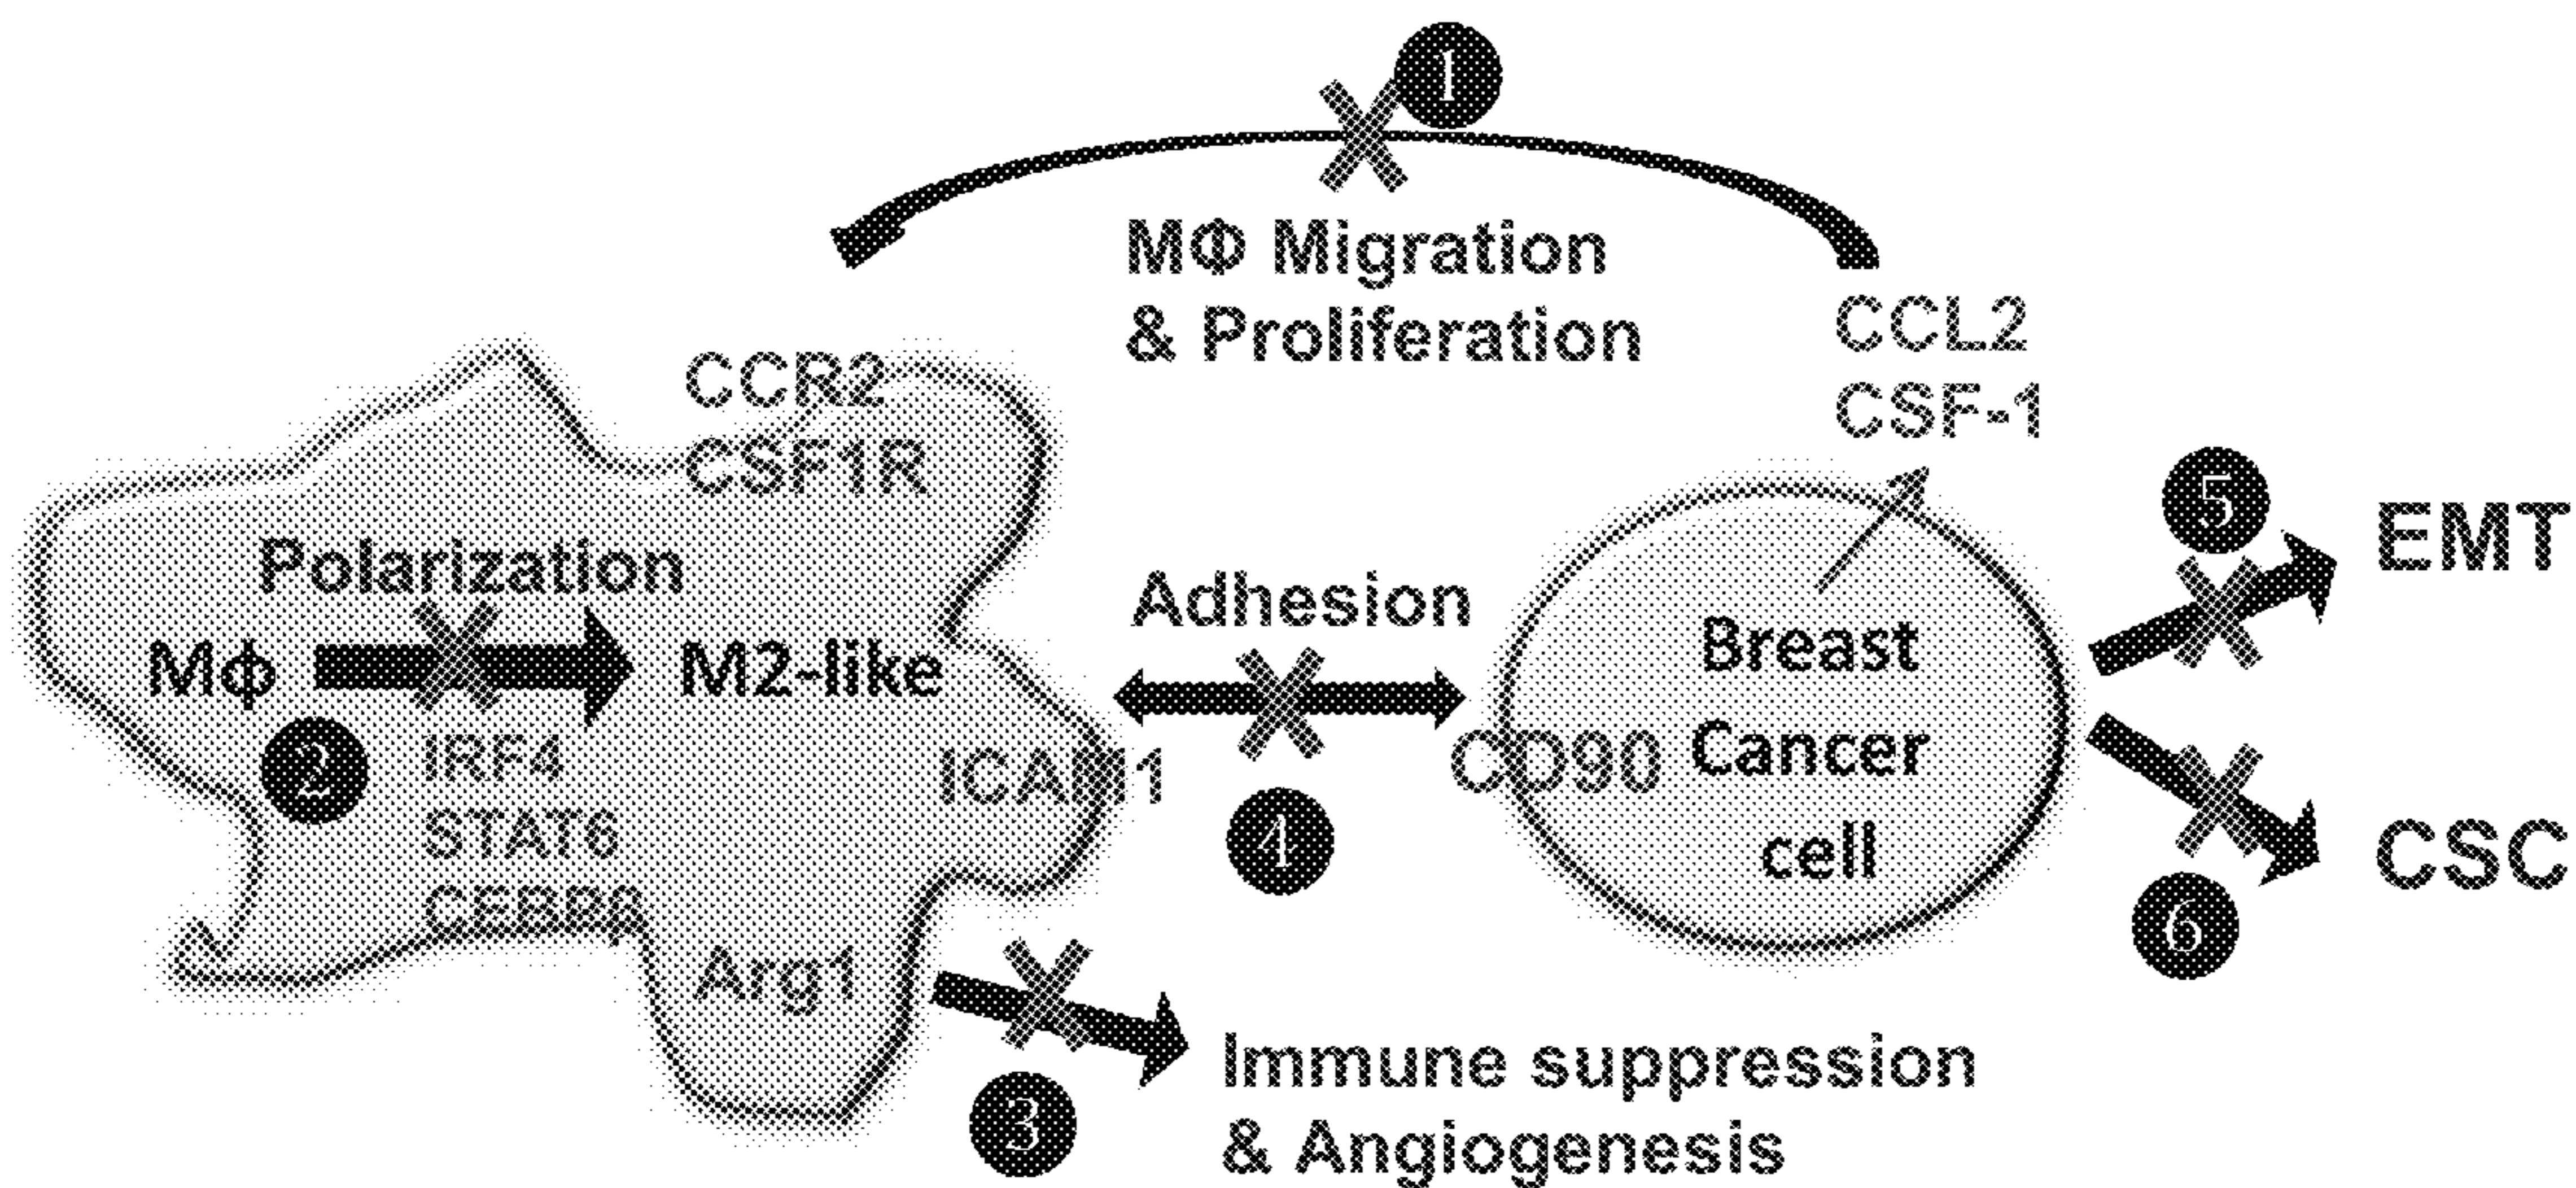 1
MΦ Migration
& Proliferation
CCL2
CSF-1
CCR2
CSF1R
5
EMT
Polarization
Mϕ
M2-like
Adhesion
Breast
Cancer
cell
2
IRF4
STAT6
ICAM1
CD90
4
CSC
6
Arg1
3
Immune suppression
& Angiogenesis